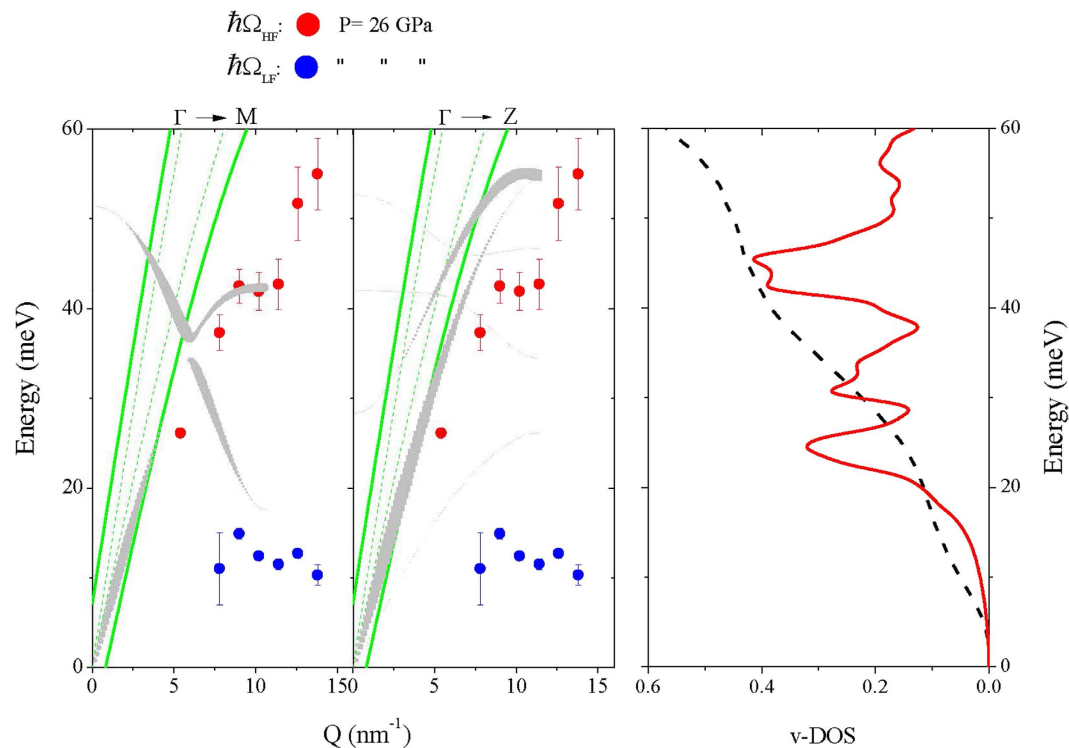 ℏΩHF: P= 26 GPa
ℏΩLF: " " "
Γ → M Γ → Z
60 60
40 40
20 20
0 0
0 5 10 15 0 5 10 15 0.6 0.4 0.2 0.0
Energy (meV)
Energy (meV)
Q (nm⁻¹) v-DOS